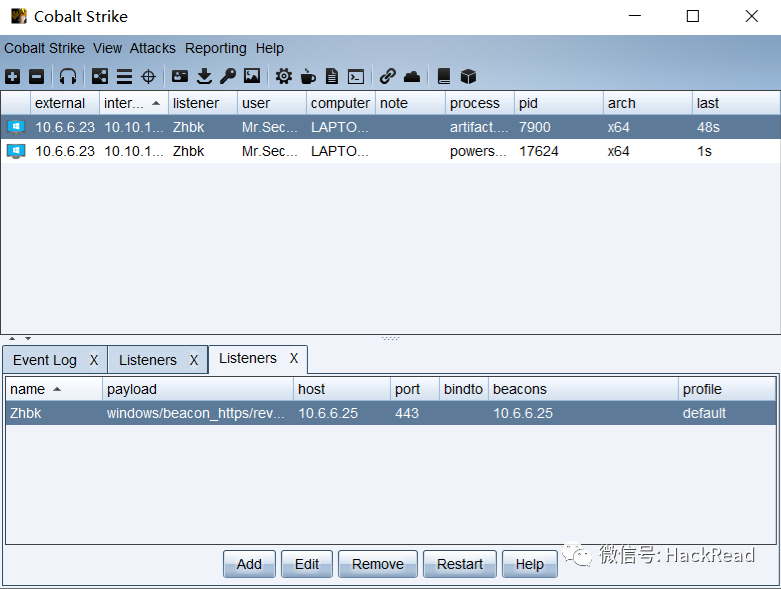 Cobalt Strike
Cobalt Strike View Attacks Reporting Help
external inter... listener user computer note process pid arch last
10.6.6.23 10.10.1... Zhbk Mr.Sec... LAPTO... artifact.... 7900 x64 48s
10.6.6.23 10.10.1... Zhbk Mr.Sec... LAPTO... powers... 17624 x64 1s
Event Log X Listeners X Listeners X
name payload host port bindto beacons profile
Zhbk windows/beacon_https/rev... 10.6.6.25 443 10.6.6.25 default
Add Edit Remove Restart Help
微信号: HackRead